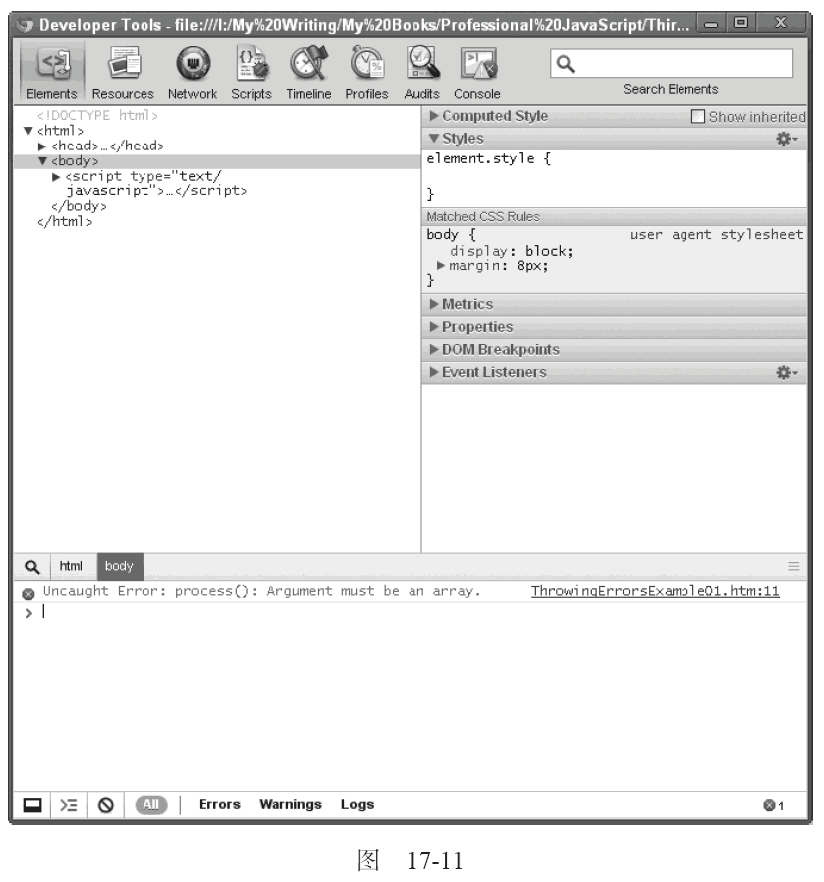 Developer Tools - file:///I:/My%20Writing/My%20Books/Professional%20JavaScript/Thir...
Elements Resources Network Scripts Timeline Profiles Audits Console
Search Elements
<!DOCTYPE html>
▼<html>
▶<head>…</head>
▼<body>
▶<script type="text/
javascript">…</script>
</body>
</html>
▶Computed Style Show inherited
▼Styles
element.style {
}
Matched CSS Rules
body { user agent stylesheet
display: block;
▶margin: 8px;
}
▶Metrics
▶Properties
▶DOM Breakpoints
▶Event Listeners
html body
Uncaught Error: process(): Argument must be an array. ThrowingErrorsExample01.htm:11
>
All Errors Warnings Logs 1
图 17-11